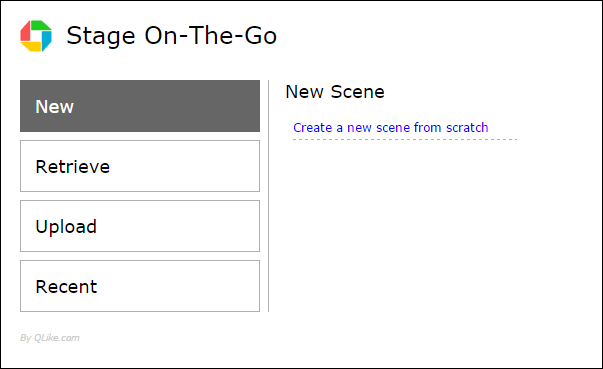 Stage On-The-Go
New
Retrieve
Upload
Recent
New Scene
Create a new scene from scratch
By QLike.com